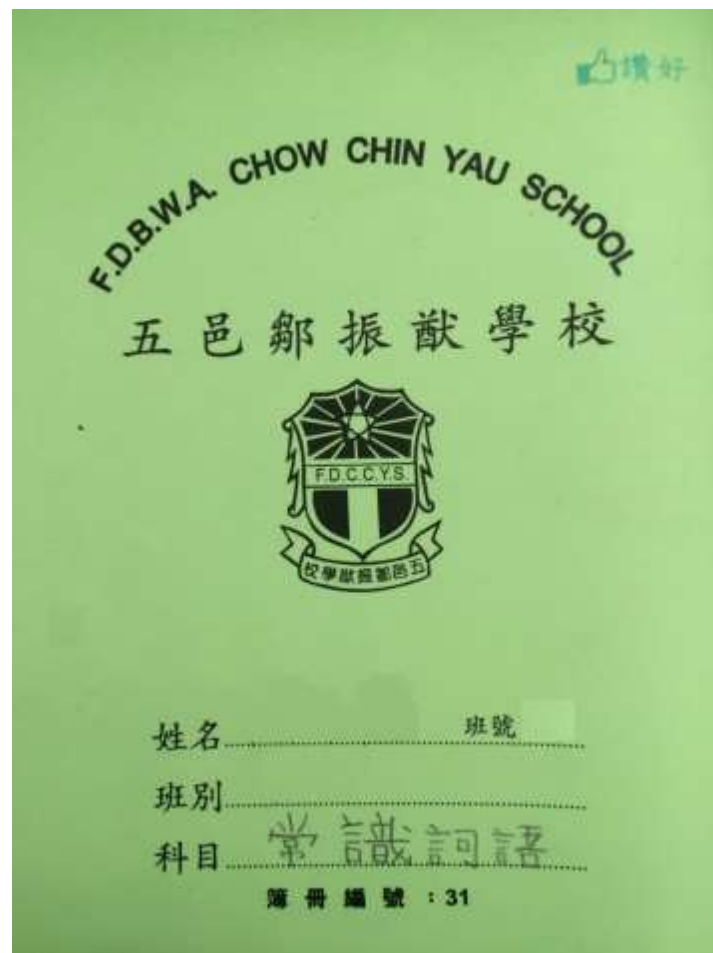 讚好
F.D.B.W.A. CHOW CHIN YAU SCHOOL
五邑鄒振猷學校
F.D.C.C.Y.S.
校學猷振鄒邑五
姓名 班號
班別
科目 常識詞語
簿冊編號：31